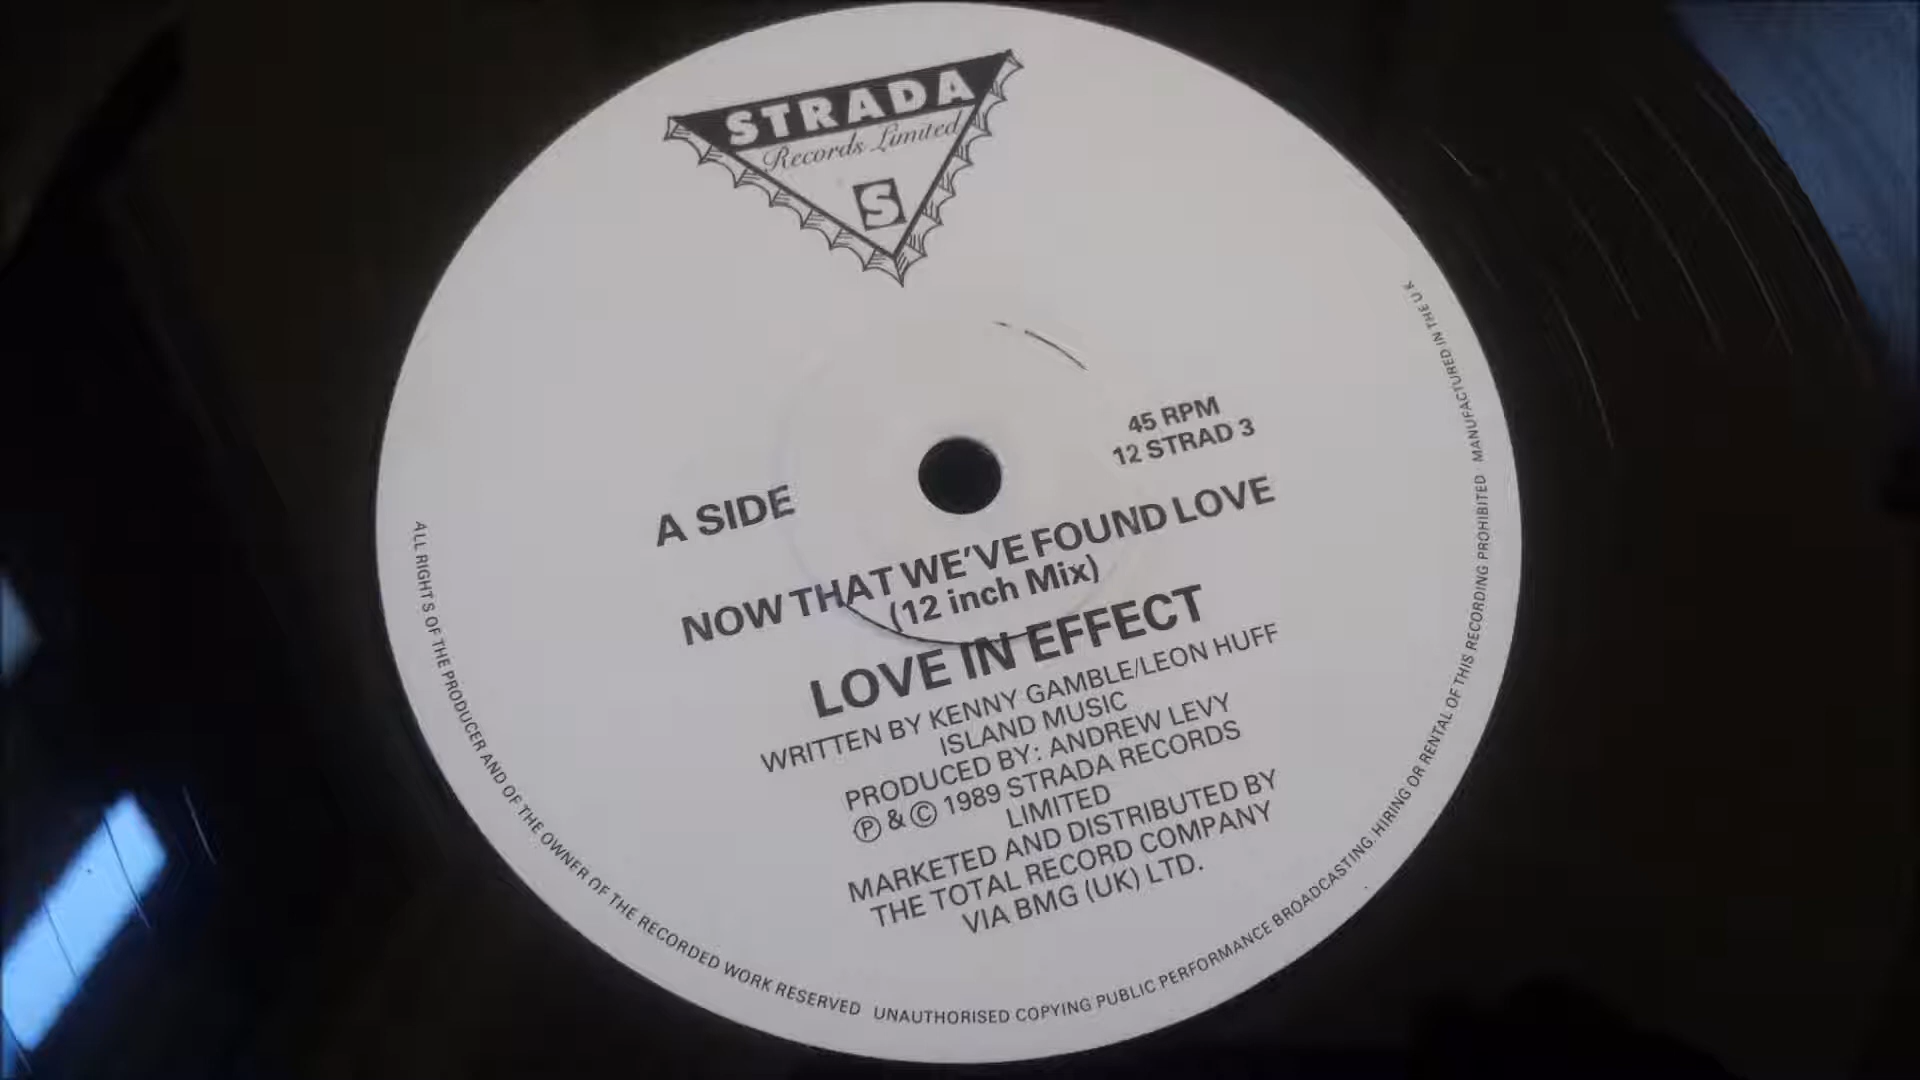 STRADA
Records Limited
S
45 RPM
12 STRAD 3
A SIDE
NOW THAT WE'VE FOUND LOVE
(12 inch Mix)
LOVE IN EFFECT
WRITTEN BY KENNY GAMBLE/LEON HUFF
ISLAND MUSIC
PRODUCED BY: ANDREW LEVY
Ⓟ & © 1989 STRADA RECORDS
LIMITED
MARKETED AND DISTRIBUTED BY
THE TOTAL RECORD COMPANY
VIA BMG (UK) LTD.
ALL RIGHTS OF THE PRODUCER AND OF THE OWNER OF THE RECORDED WORK RESERVED UNAUTHORISED COPYING PUBLIC PERFORMANCE BROADCASTING, HIRING OR RENTAL OF THIS RECORDING PROHIBITED MANUFACTURED IN THE U.K